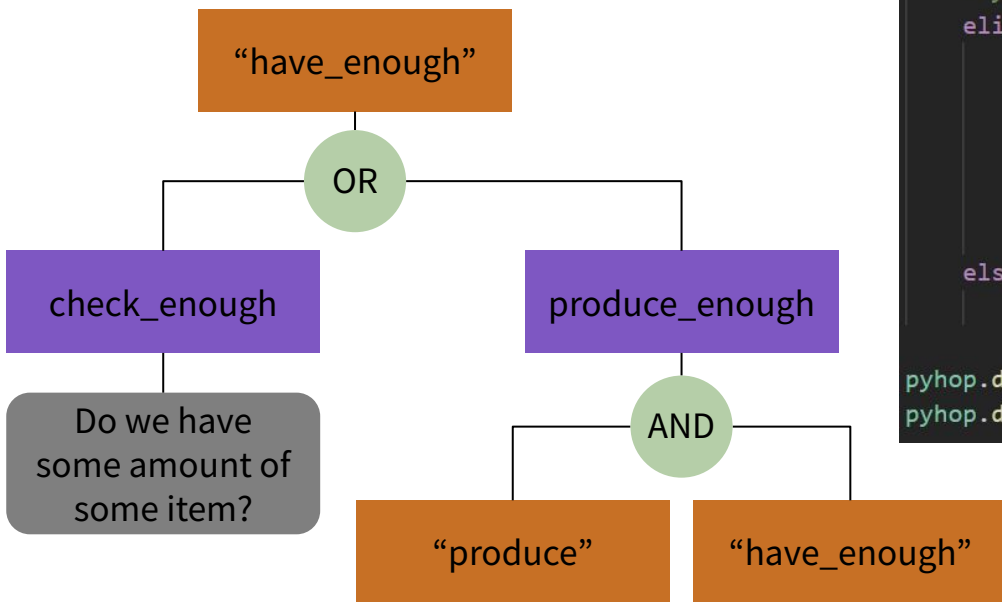 “have_enough”
OR
check_enough
produce_enough
Do we have
some amount of
some item?
AND
“produce”
“have_enough”
eli
els
pyhop.d
pyhop.d